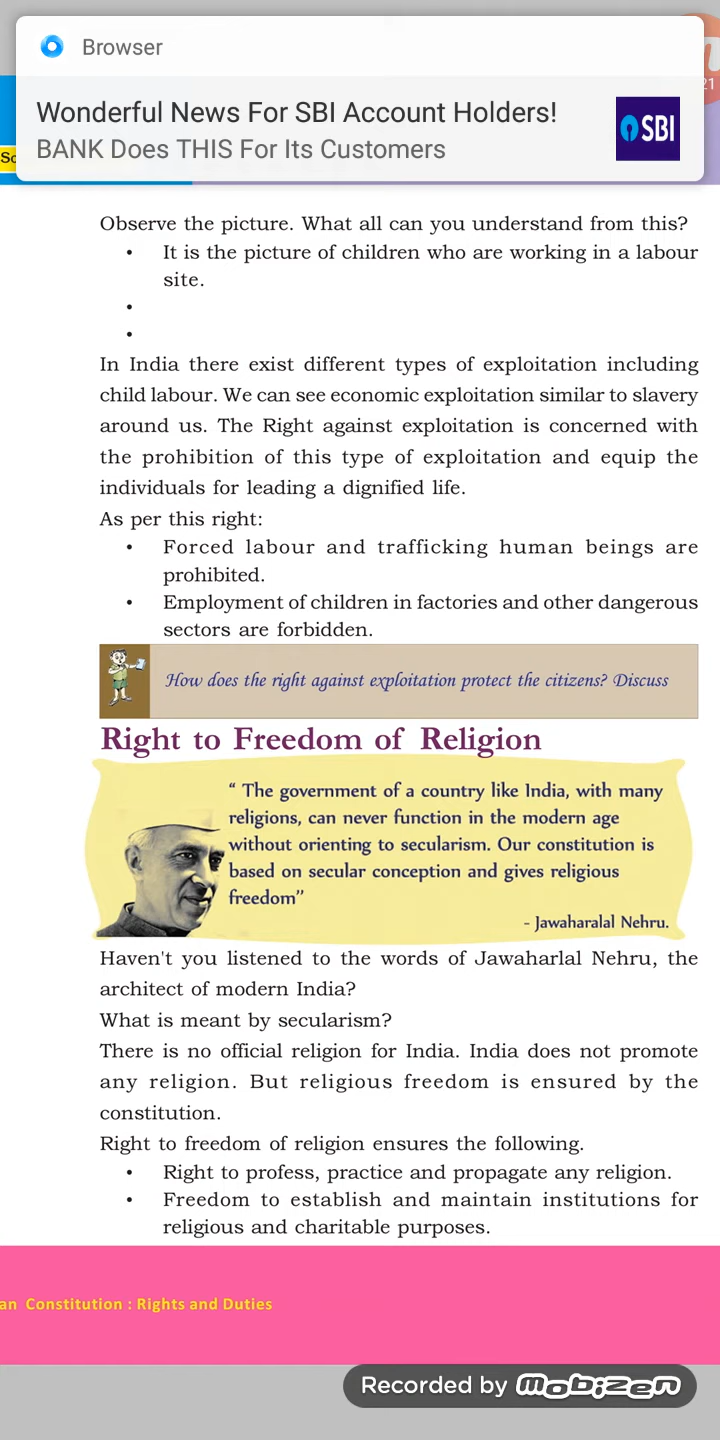 Browser
Wonderful News For SBI Account Holders!
BANK Does THIS For Its Customers
SBI
21
So
Observe the picture. What all can you understand from this?
• It is the picture of children who are working in a labour
site.
•
•
In India there exist different types of exploitation including
child labour. We can see economic exploitation similar to slavery
around us. The Right against exploitation is concerned with
the prohibition of this type of exploitation and equip the
individuals for leading a dignified life.
As per this right:
• Forced labour and trafficking human beings are
prohibited.
• Employment of children in factories and other dangerous
sectors are forbidden.
How does the right against exploitation protect the citizens? Discuss
Right to Freedom of Religion
“ The government of a country like India, with many
religions, can never function in the modern age
without orienting to secularism. Our constitution is
based on secular conception and gives religious
freedom”
- Jawaharalal Nehru.
Haven't you listened to the words of Jawaharlal Nehru, the
architect of modern India?
What is meant by secularism?
There is no official religion for India. India does not promote
any religion. But religious freedom is ensured by the
constitution.
Right to freedom of religion ensures the following.
• Right to profess, practice and propagate any religion.
• Freedom to establish and maintain institutions for
religious and charitable purposes.
an Constitution : Rights and Duties
Recorded by mobizen